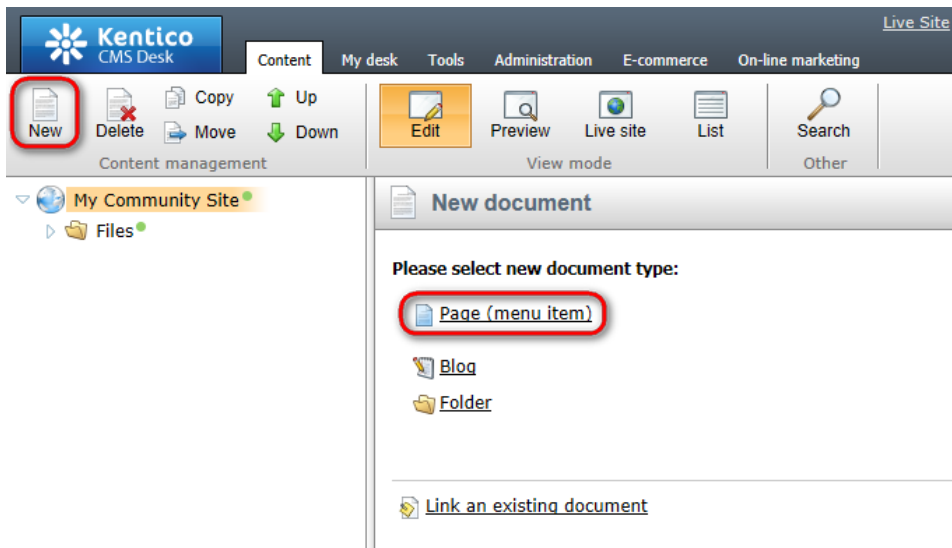 Live Site
Kentico
CMS Desk
Content My desk Tools Administration E-commerce On-line marketing
New Delete Copy Move Up Down
Content management
Edit Preview Live site List
View mode
Search
Other
My Community Site
Files
New document
Please select new document type:
Page (menu item)
Blog
Folder
Link an existing document